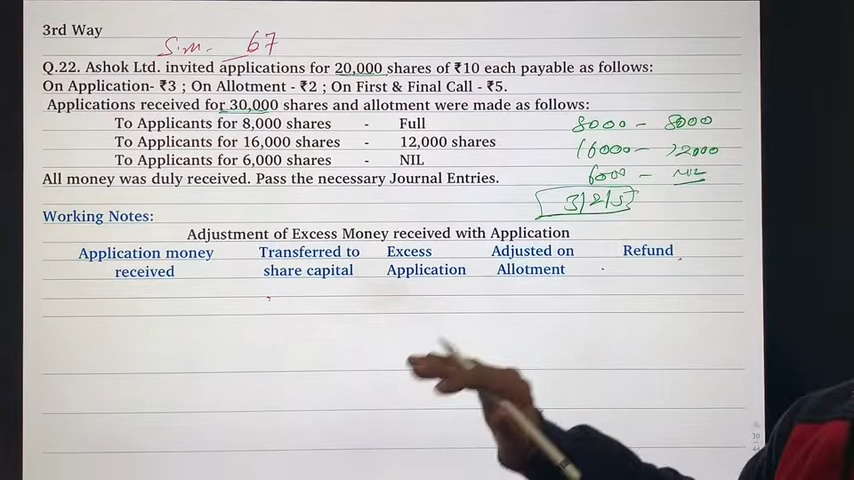 3rd Way
S.M. 67
Q.22. Ashok Ltd. invited applications for 20,000 shares of ₹10 each payable as follows:
On Application- ₹3 ; On Allotment - ₹2 ; On First & Final Call - ₹5.
Applications received for 30,000 shares and allotment were made as follows:
To Applicants for 8,000 shares - Full
8000 - 8000
To Applicants for 16,000 shares - 12,000 shares
16000 - 12000
To Applicants for 6,000 shares - NIL
6000 - NIL
All money was duly received. Pass the necessary Journal Entries.
3/2/5
Working Notes:
Adjustment of Excess Money received with Application
Application money Transferred to Excess Adjusted on Refund
received share capital Application Allotment